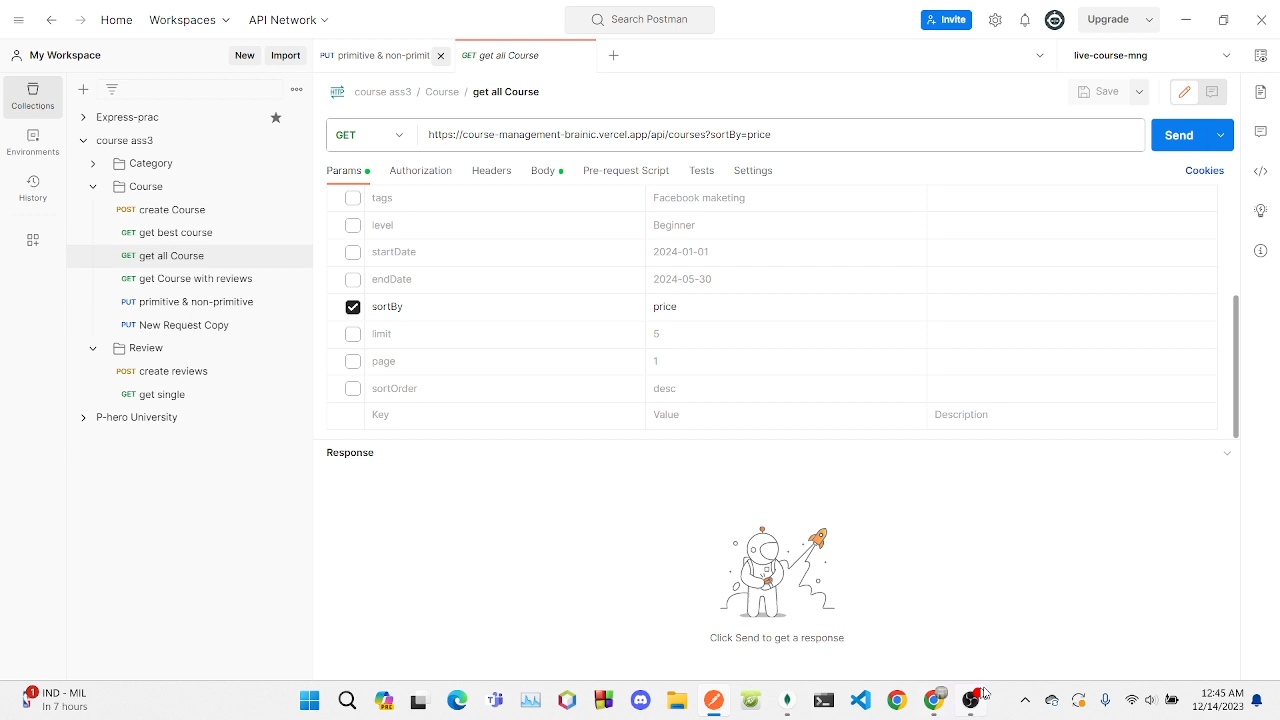 Home Workspaces API Network Search Postman Invite Upgrade
My Workspace New Import PUT primitive & non-primit GET get all Course live-course-mng
Collections
Environments
History
Express-prac
course ass3
Category
Course
POST create Course
GET get best course
GET get all Course
GET get Course with reviews
PUT primitive & non-primitive
PUT New Request Copy
Review
POST create reviews
GET get single
P-hero University
HTTP course ass3 / Course / get all Course Save
GET https://course-management-brainic.vercel.app/api/courses?sortBy=price Send
Params Authorization Headers Body Pre-request Script Tests Settings Cookies
tags Facebook maketing
level Beginner
startDate 2024-01-01
endDate 2024-05-30
sortBy price
limit 5
page 1
sortOrder desc
Key Value Description
Response
Click Send to get a response
1 IND - MIL
In 7 hours
PRE
12:45 AM
12/14/2023